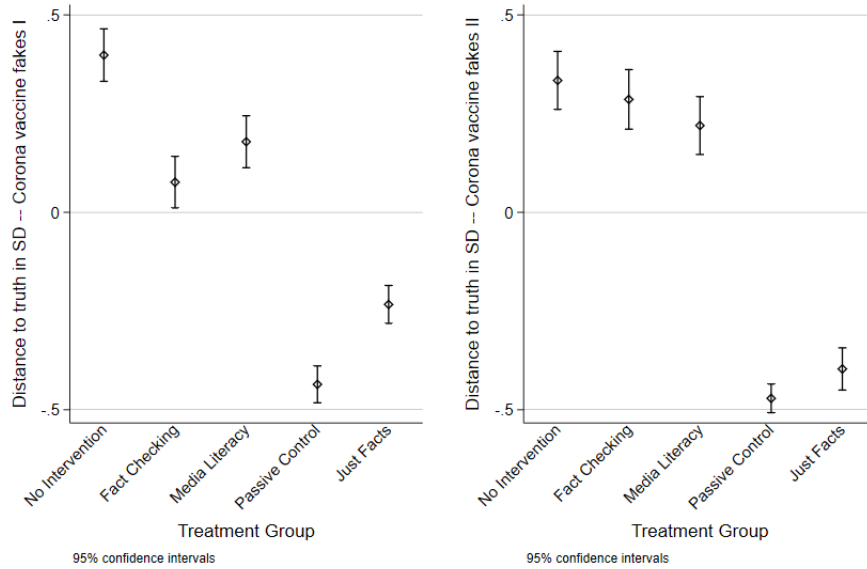 Distance to truth in SD -- Corona vaccine fakes I
.5
0
-.5
No Intervention
Fact Checking
Media Literacy
Passive Control
Just Facts
Treatment Group
95% confidence intervals
Distance to truth in SD -- Corona vaccine fakes II
.5
0
-.5
No Intervention
Fact Checking
Media Literacy
Passive Control
Just Facts
Treatment Group
95% confidence intervals